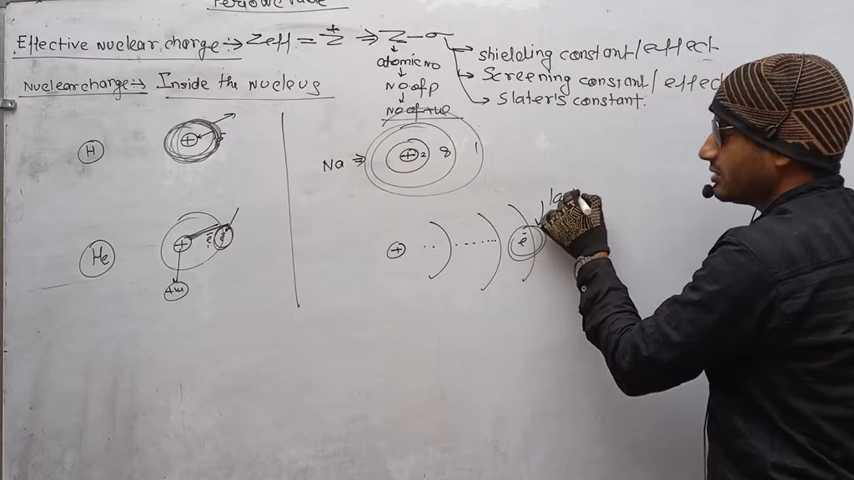 Effective nuclear charge :→ Zeff = Z ⇒ Z − σ
shielding constant/effect
Screening constant/effect
Slater's constant.
atomic no
No of p
No of +ve
Nuclear charge :→ Inside the nucleus
H
+
Na ⇒ + 2 8 1
He
+ ē ē
+ ē